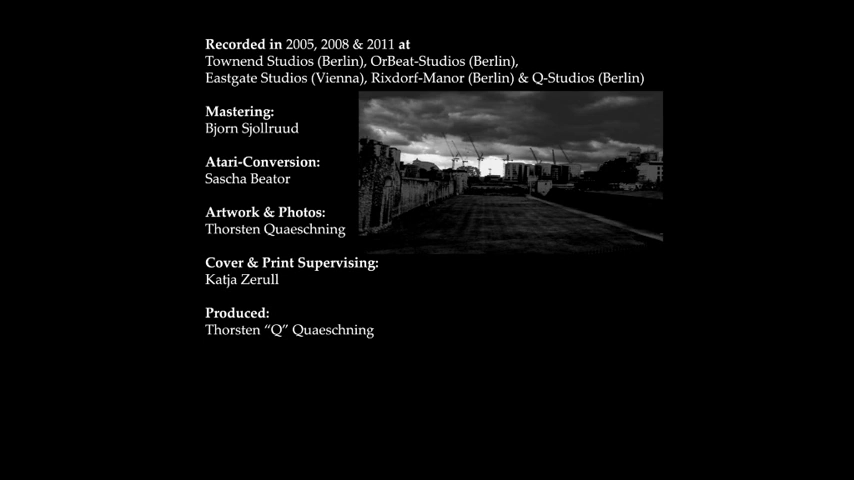 Recorded in 2005, 2008 & 2011 at
Townend Studios (Berlin), OrBeat-Studios (Berlin),
Eastgate Studios (Vienna), Rixdorf-Manor (Berlin) & Q-Studios (Berlin)
Mastering:
Bjorn Sjollruud
Atari-Conversion:
Sascha Beator
Artwork & Photos:
Thorsten Quaeschning
Cover & Print Supervising:
Katja Zerull
Produced:
Thorsten “Q” Quaeschning